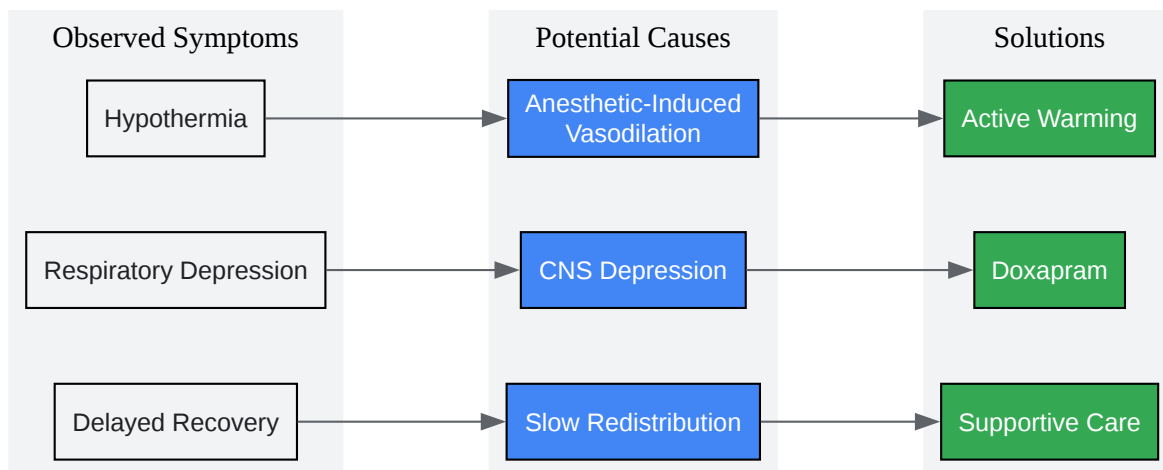 Observed Symptoms
Potential Causes
Solutions
Hypothermia
Anesthetic-Induced
Vasodilation
Active Warming
Respiratory Depression
CNS Depression
Doxapram
Delayed Recovery
Slow Redistribution
Supportive Care